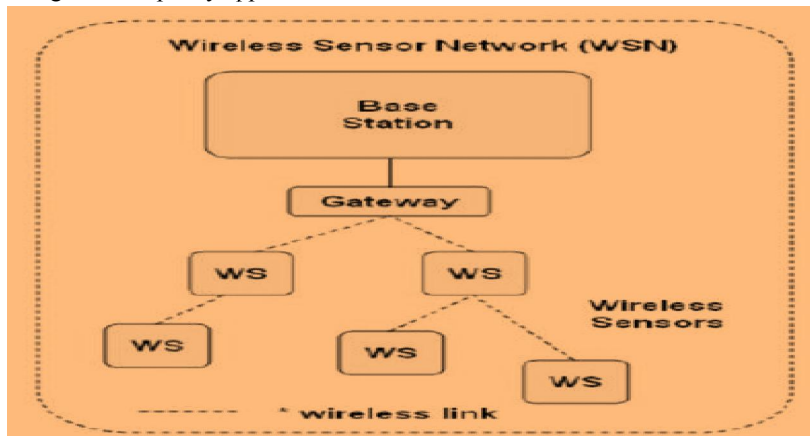 Wireless Sensor Network (WSN)
Base
Station
Gateway
WS
WS
Wireless
Sensors
WS
WS
WS
* wireless link